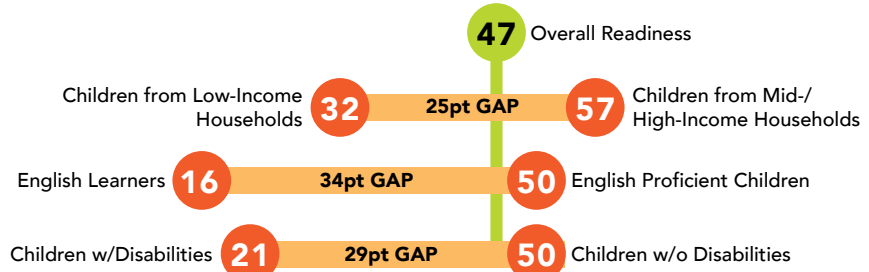 47 Overall Readiness
Children from Low-Income
Households
32
25pt GAP
57
Children from Mid-/
High-Income Households
English Learners 16 34pt GAP 50 English Proficient Children
Children w/Disabilities 21 29pt GAP 50 Children w/o Disabilities